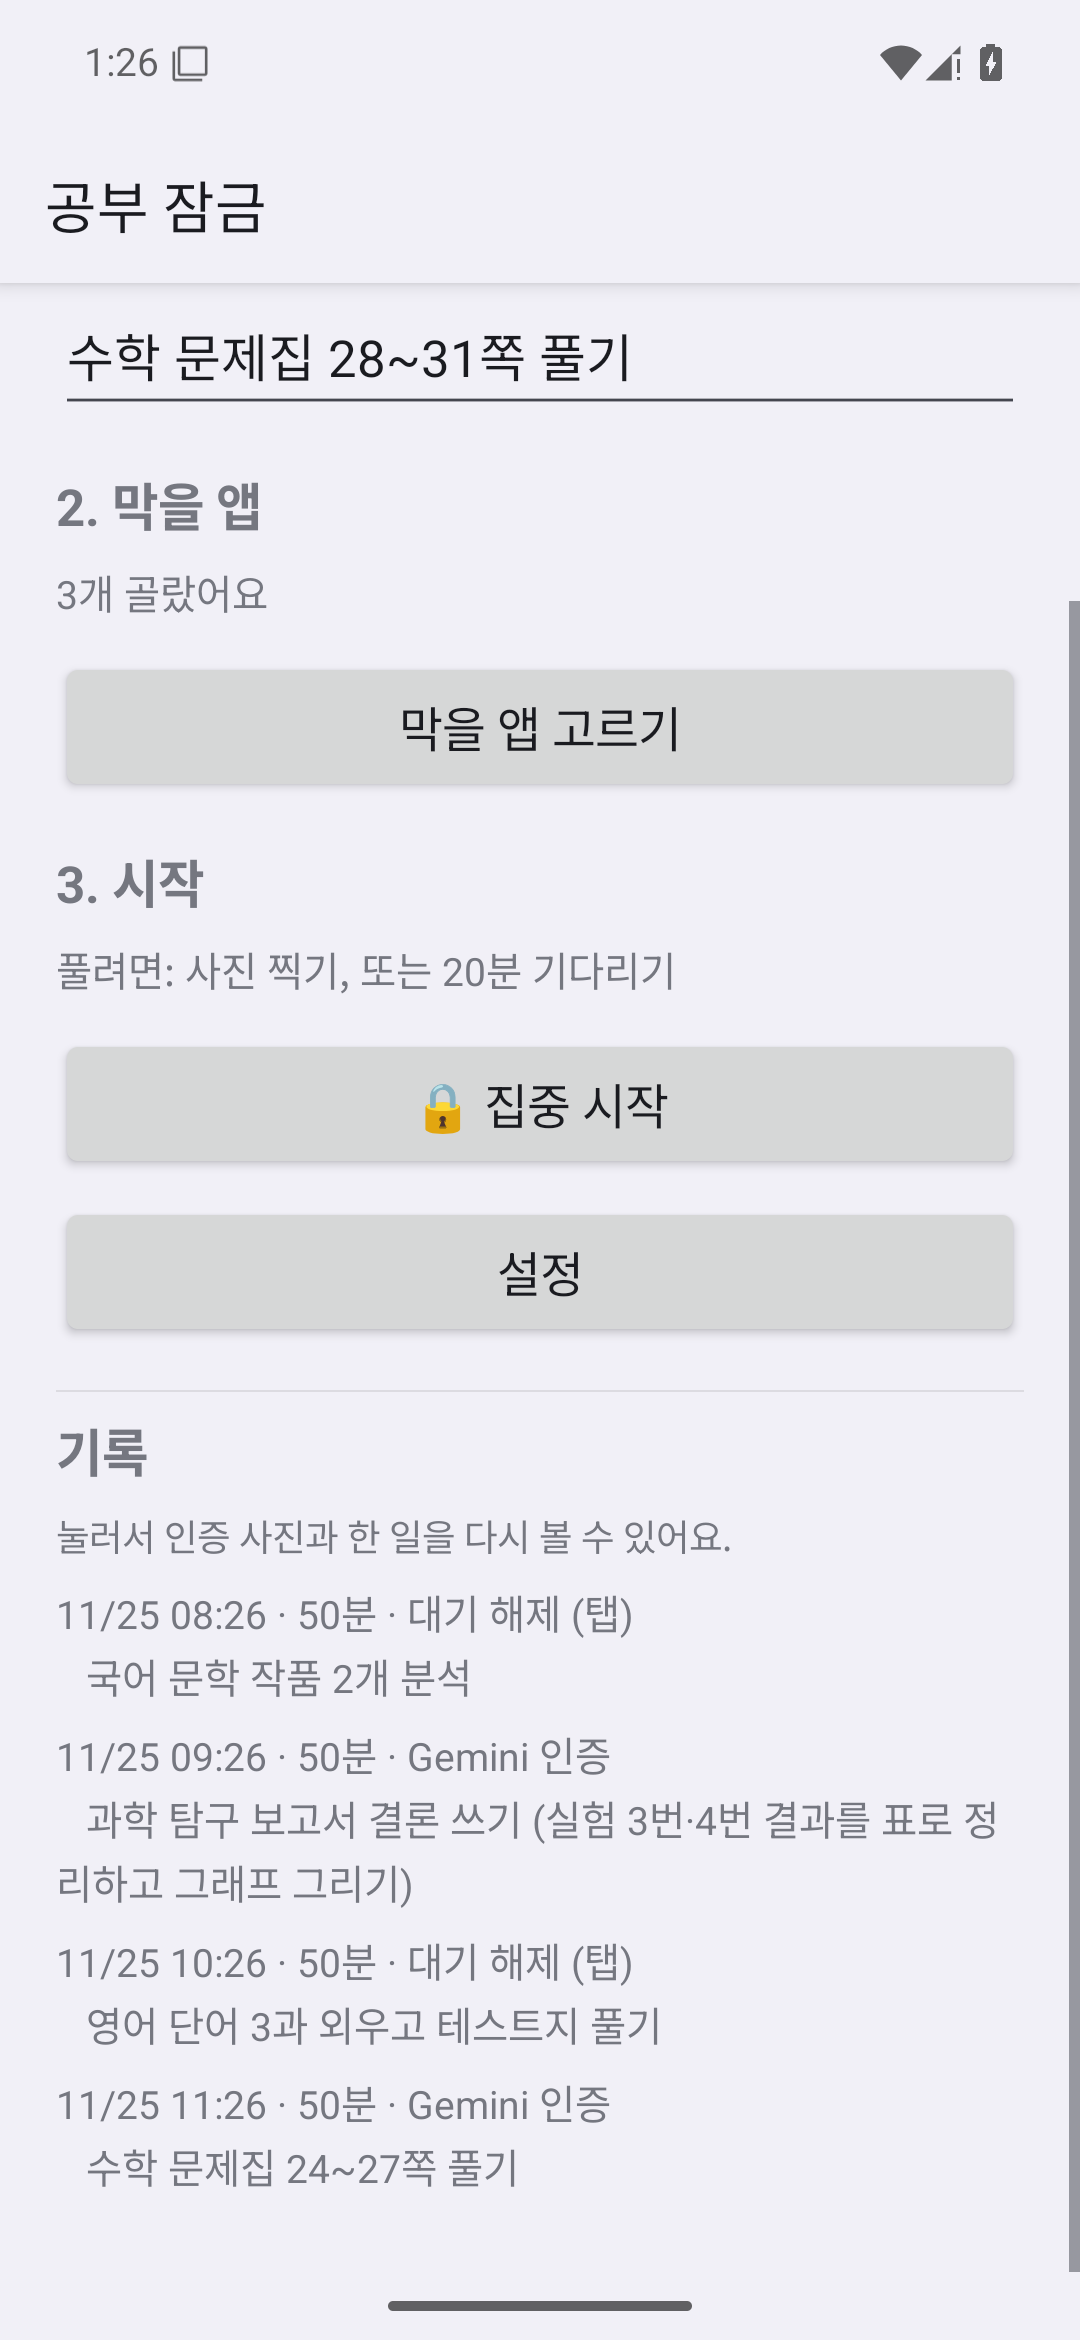 1:26
공부 잠금
수학 문제집 28~31쪽 풀기
2. 막을 앱
3개 골랐어요
막을 앱 고르기
3. 시작
풀려면: 사진 찍기, 또는 20분 기다리기
🔒 집중 시작
설정
기록
눌러서 인증 사진과 한 일을 다시 볼 수 있어요.
11/25 08:26 · 50분 · 대기 해제 (탭)
국어 문학 작품 2개 분석
11/25 09:26 · 50분 · Gemini 인증
과학 탐구 보고서 결론 쓰기 (실험 3번·4번 결과를 표로 정
리하고 그래프 그리기)
11/25 10:26 · 50분 · 대기 해제 (탭)
영어 단어 3과 외우고 테스트지 풀기
11/25 11:26 · 50분 · Gemini 인증
수학 문제집 24~27쪽 풀기